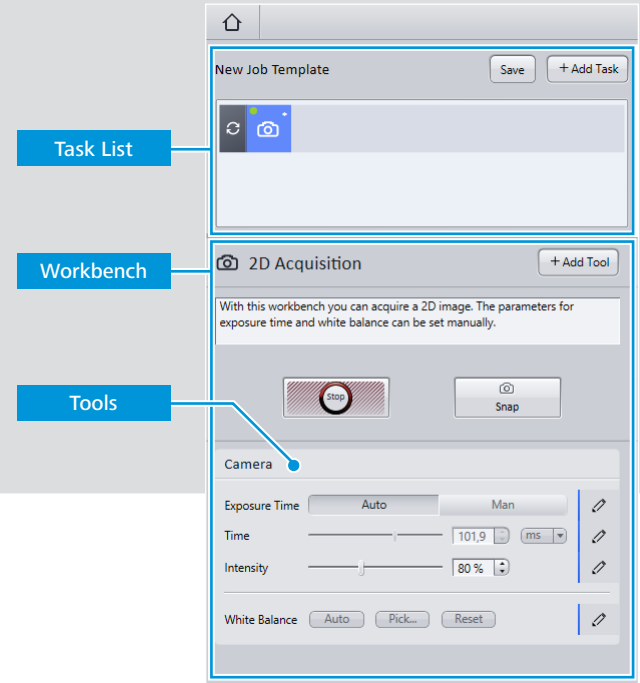 New Job Template
Save
+ Add Task
Task List
Workbench
2D Acquisition
+ Add Tool
With this workbench you can acquire a 2D image. The parameters for
exposure time and white balance can be set manually.
Stop
Snap
Tools
Camera
Exposure Time
Auto
Man
Time
101,9
ms
Intensity
80 %
White Balance
Auto
Pick...
Reset